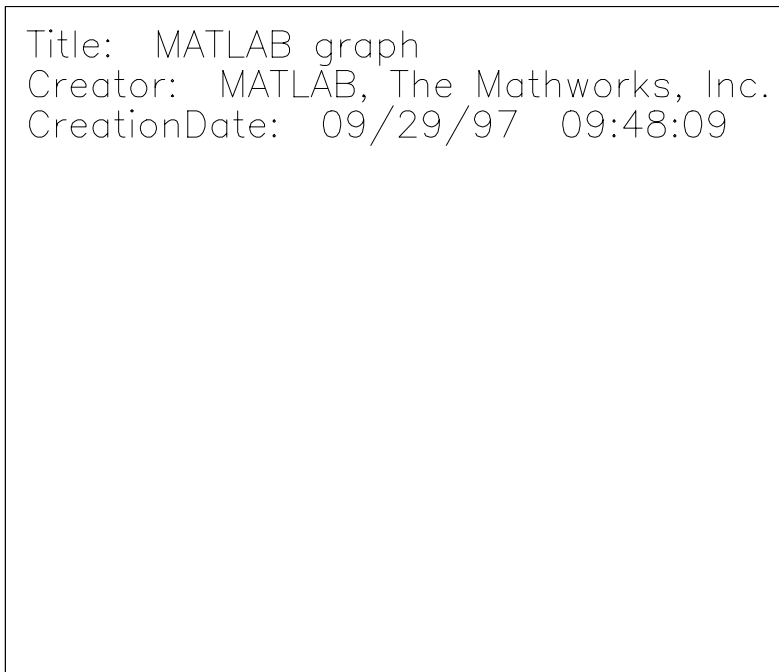 Title: MATLAB graph
Creator: MATLAB, The Mathworks, Inc.
CreationDate: 09/29/97 09:48:09